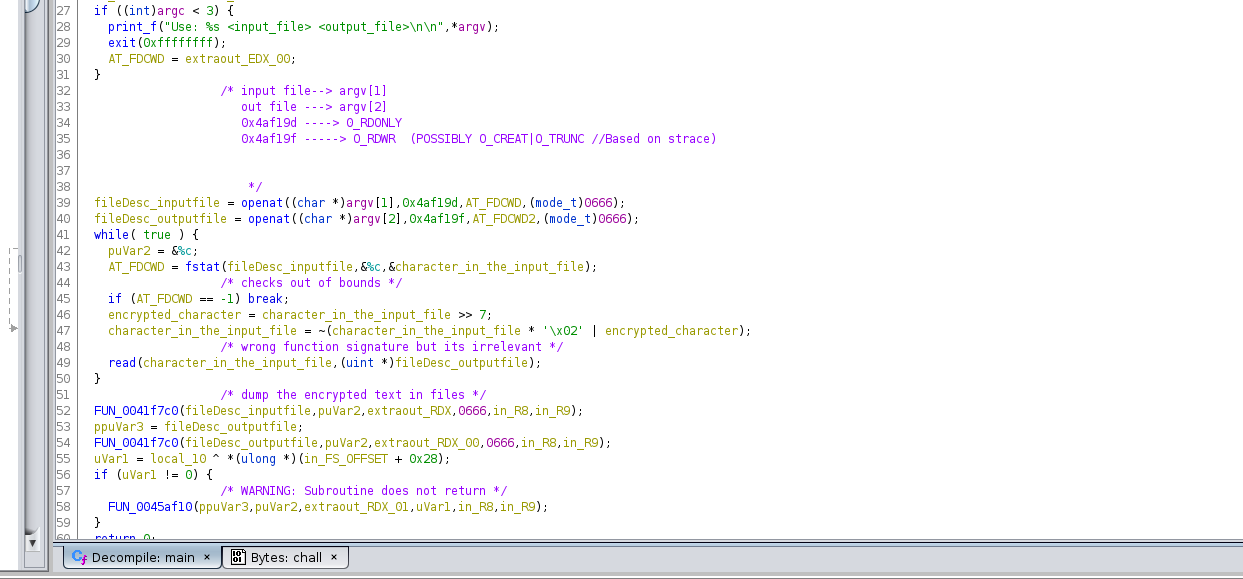 27 if ((int)argc < 3) {
28 print_f("Use: %s <input_file> <output_file>\n\n",*argv);
29 exit(0xffffffff);
30 AT_FDCWD = extraout_EDX_00;
31 }
32 /* input file--> argv[1]
33 out file ---> argv[2]
34 0x4af19d ----> O_RDONLY
35 0x4af19f -----> O_RDWR (POSSIBLY O_CREAT|O_TRUNC //Based on strace)
36
37
38 */
39 fileDesc_inputfile = openat((char *)argv[1],0x4af19d,AT_FDCWD,(mode_t)0666);
40 fileDesc_outputfile = openat((char *)argv[2],0x4af19f,AT_FDCWD2,(mode_t)0666);
41 while( true ) {
42 puVar2 = &%c;
43 AT_FDCWD = fstat(fileDesc_inputfile,&%c,&character_in_the_input_file);
44 /* checks out of bounds */
45 if (AT_FDCWD == -1) break;
46 encrypted_character = character_in_the_input_file >> 7;
47 character_in_the_input_file = ~(character_in_the_input_file * '\x02' | encrypted_character);
48 /* wrong function signature but its irrelevant */
49 read(character_in_the_input_file,(uint *)fileDesc_outputfile);
50 }
51 /* dump the encrypted text in files */
52 FUN_0041f7c0(fileDesc_inputfile,puVar2,extraout_RDX,0666,in_R8,in_R9);
53 ppuVar3 = fileDesc_outputfile;
54 FUN_0041f7c0(fileDesc_outputfile,puVar2,extraout_RDX_00,0666,in_R8,in_R9);
55 uVar1 = local_10 ^ *(ulong *)(in_FS_OFFSET + 0x28);
56 if (uVar1 != 0) {
57 /* WARNING: Subroutine does not return */
58 FUN_0045af10(ppuVar3,puVar2,extraout_RDX_01,uVar1,in_R8,in_R9);
59 }
60 return 0;
Decompile: main × Bytes: chall ×